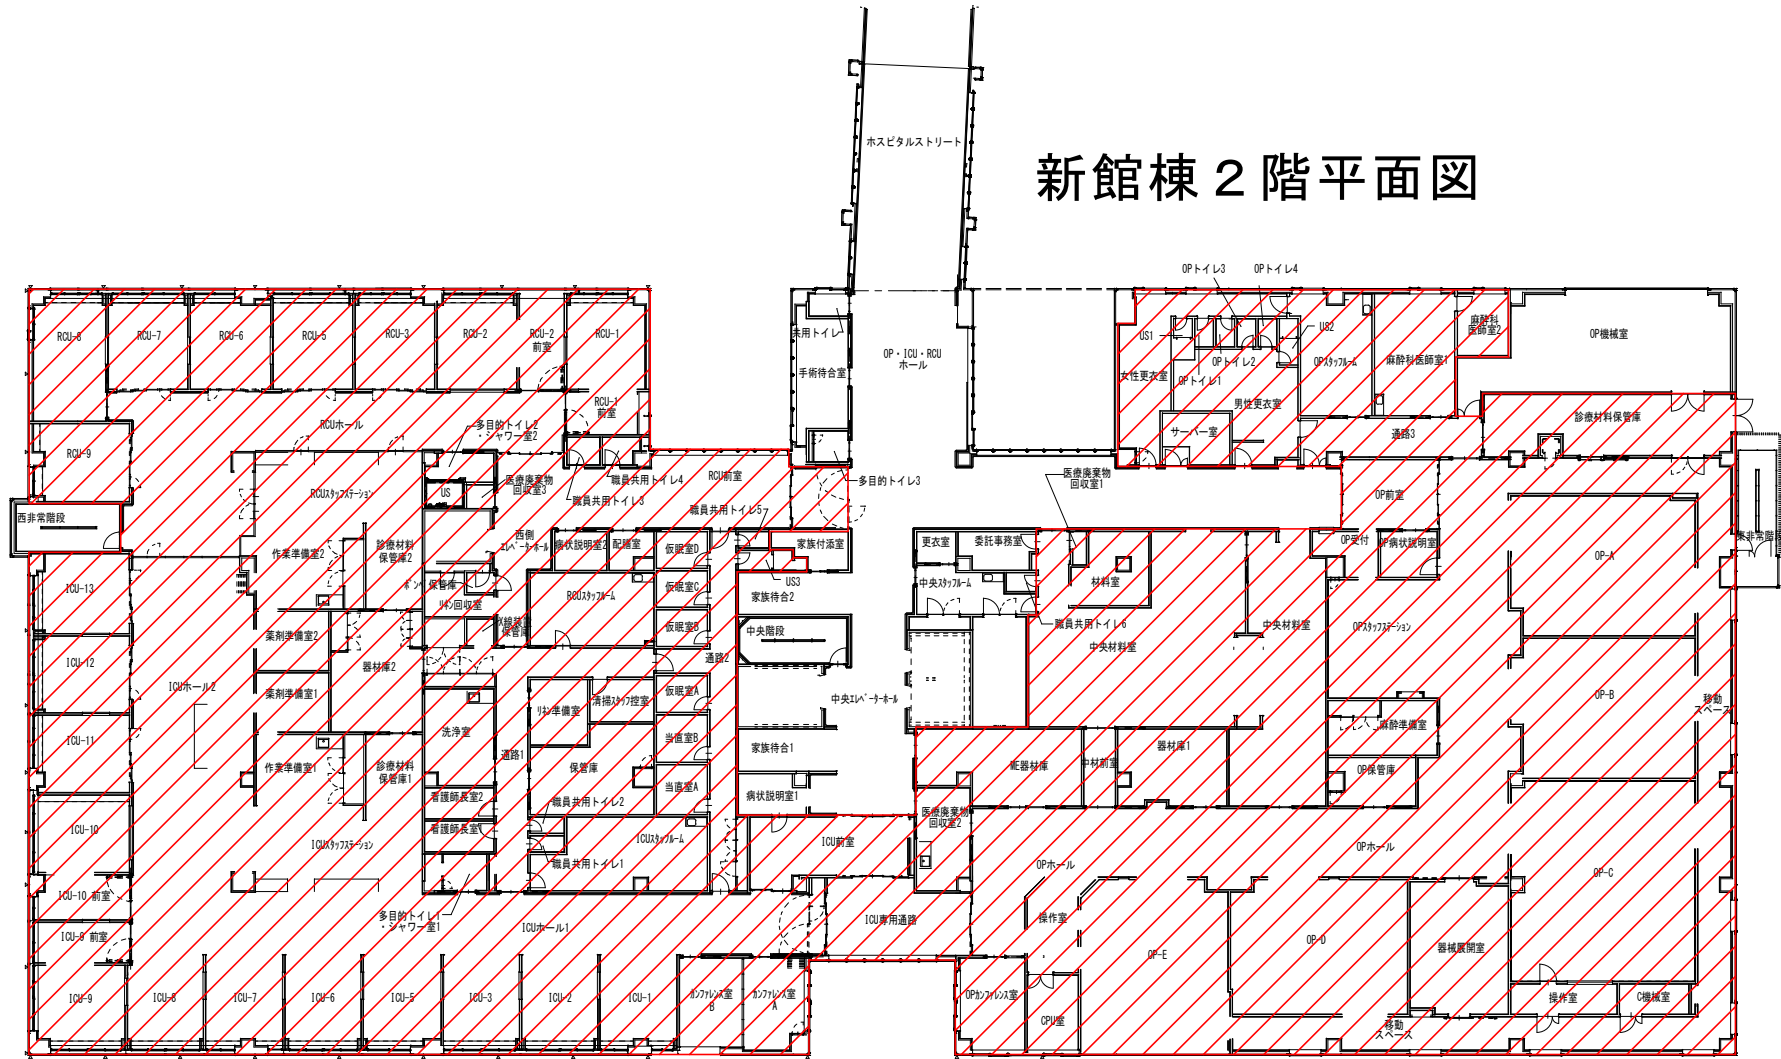 ホスピタルストリート
新館棟２階平面図
OPトイレ3
OPトイレ4
RCU-8
RCU-7
RCU-6
RCU-5
RCU-3
RCU-2
RCU-2
前室
RCU-1
共用トイレ
OP・ICU・RCU
ホール
US1
US2
麻酔科
医師室2
OP機械室
手術待合室
OPトイレ2
OPトイレ1
OPスタッフルーム
麻酔科医師室1
女性更衣室
男性更衣室
RCU-1
前室
RCUホール
多目的トイレ2
・シャワー室2
サーバー室
通路3
診療材料保管庫
RCU-9
RCUスタッフステーション
US
医療廃棄物
回収室3
職員共用トイレ4
職員共用トイレ3
RCU前室
多目的トイレ3
医療廃棄物
回収室1
OP前室
西非常階段
職員共用トイレ5
東非常階段
作業準備室2
診療材料
保管庫2
西側
エレベーターホール
病状説明室2
配膳室
仮眠室D
家族付添室
更衣室
委託事務室
OP受付
OP病状説明室
OP-A
ICU-13
ボンベ保管庫
リネン回収室
RCUスタッフルーム
仮眠室C
US3
家族待合2
中央スタッフルーム
材料室
X線装置
保管庫
仮眠室B
中央階段
職員共用トイレ6
中央材料室
中央材料室
OPスタッフステーション
薬剤準備室2
ICU-12
器材庫2
通路2
ICUホール2
薬剤準備室1
リネン準備室
清掃スタッフ控室
仮眠室A
中央エレベーターホール
OP-B
移動
スペース
ICU-11
洗浄室
通路1
当直室B
家族待合1
器材庫1
麻酔準備室
作業準備室1
診療材料
保管庫1
保管庫
ME器材庫
中材前室
OP保管庫
看護師長室2
当直室A
病状説明室1
職員共用トイレ2
医療廃棄物
回収室2
ICU-10
看護師長室1
ICUスタッフステーション
ICUスタッフルーム
ICU前室
OPホール
OPホール
職員共用トイレ1
OP-C
ICU-10 前室
多目的トイレ1
・シャワー室1
ICUホール1
ICU専用通路
操作室
ICU-9 前室
OP-E
OP-D
器械展開室
ICU-9
ICU-8
ICU-7
ICU-6
ICU-5
ICU-3
ICU-2
ICU-1
カンファレンス室
B
カンファレンス室
A
OPカンファレンス室
CPU室
操作室
C機械室
移動
スペース